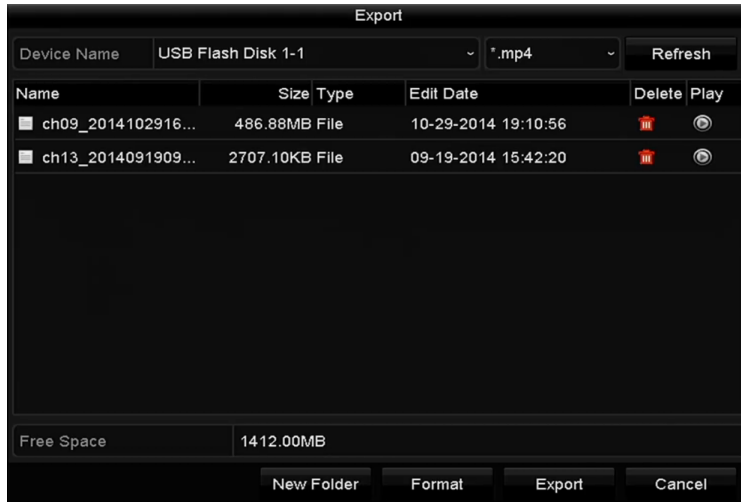 Export
Device Name USB Flash Disk 1-1 *.mp4 Refresh
Name Size Type Edit Date Delete Play
ch09_2014102916... 486.88MB File 10-29-2014 19:10:56
ch13_2014091909... 2707.10KB File 09-19-2014 15:42:20
Free Space 1412.00MB
New Folder Format Export Cancel